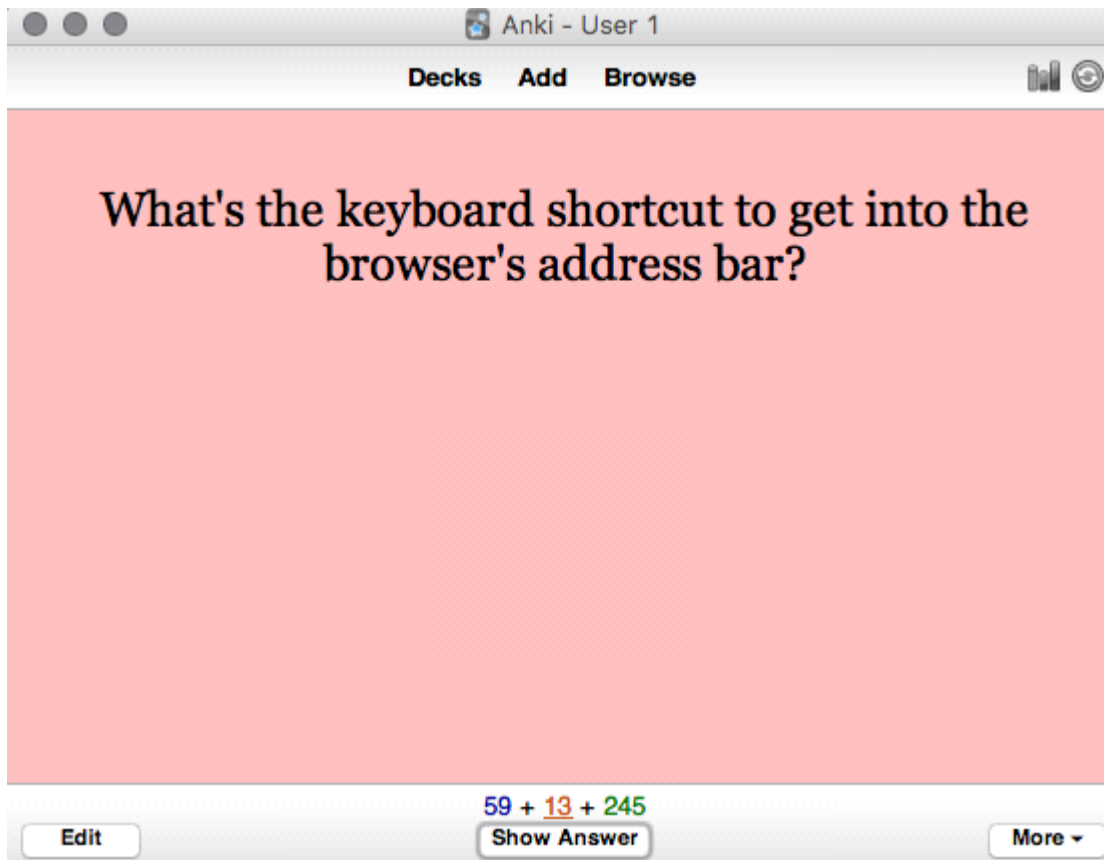 Anki - User 1
Decks Add Browse
What's the keyboard shortcut to get into the
browser's address bar?
59 + 13 + 245
Edit Show Answer More